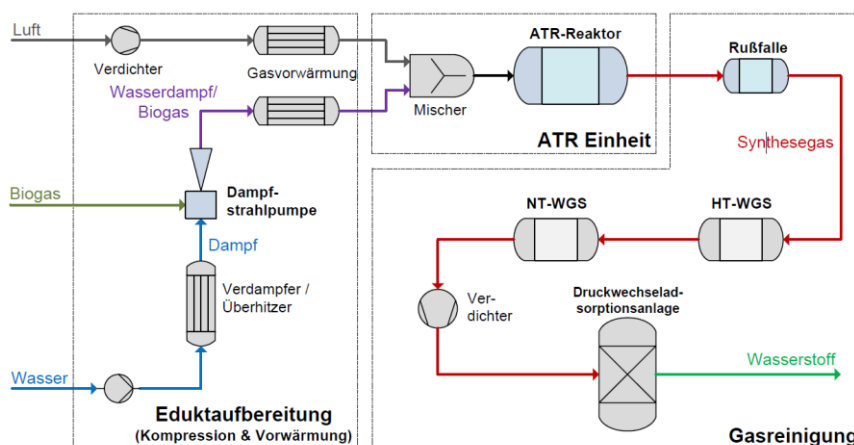 Luft
Verdichter
Gasvorwärmung
Wasserdampf/
Biogas
Mischer
ATR-Reaktor
ATR Einheit
Rußfalle
Synthesegas
Biogas
Dampf-
strahlpumpe
Dampf
Verdampfer /
Überhitzer
Wasser
Eduktaufbereitung
(Kompression & Vorwärmung)
NT-WGS
HT-WGS
Ver-
dichter
Druckwechselad-
sorptionsanlage
Wasserstoff
Gasreinigung